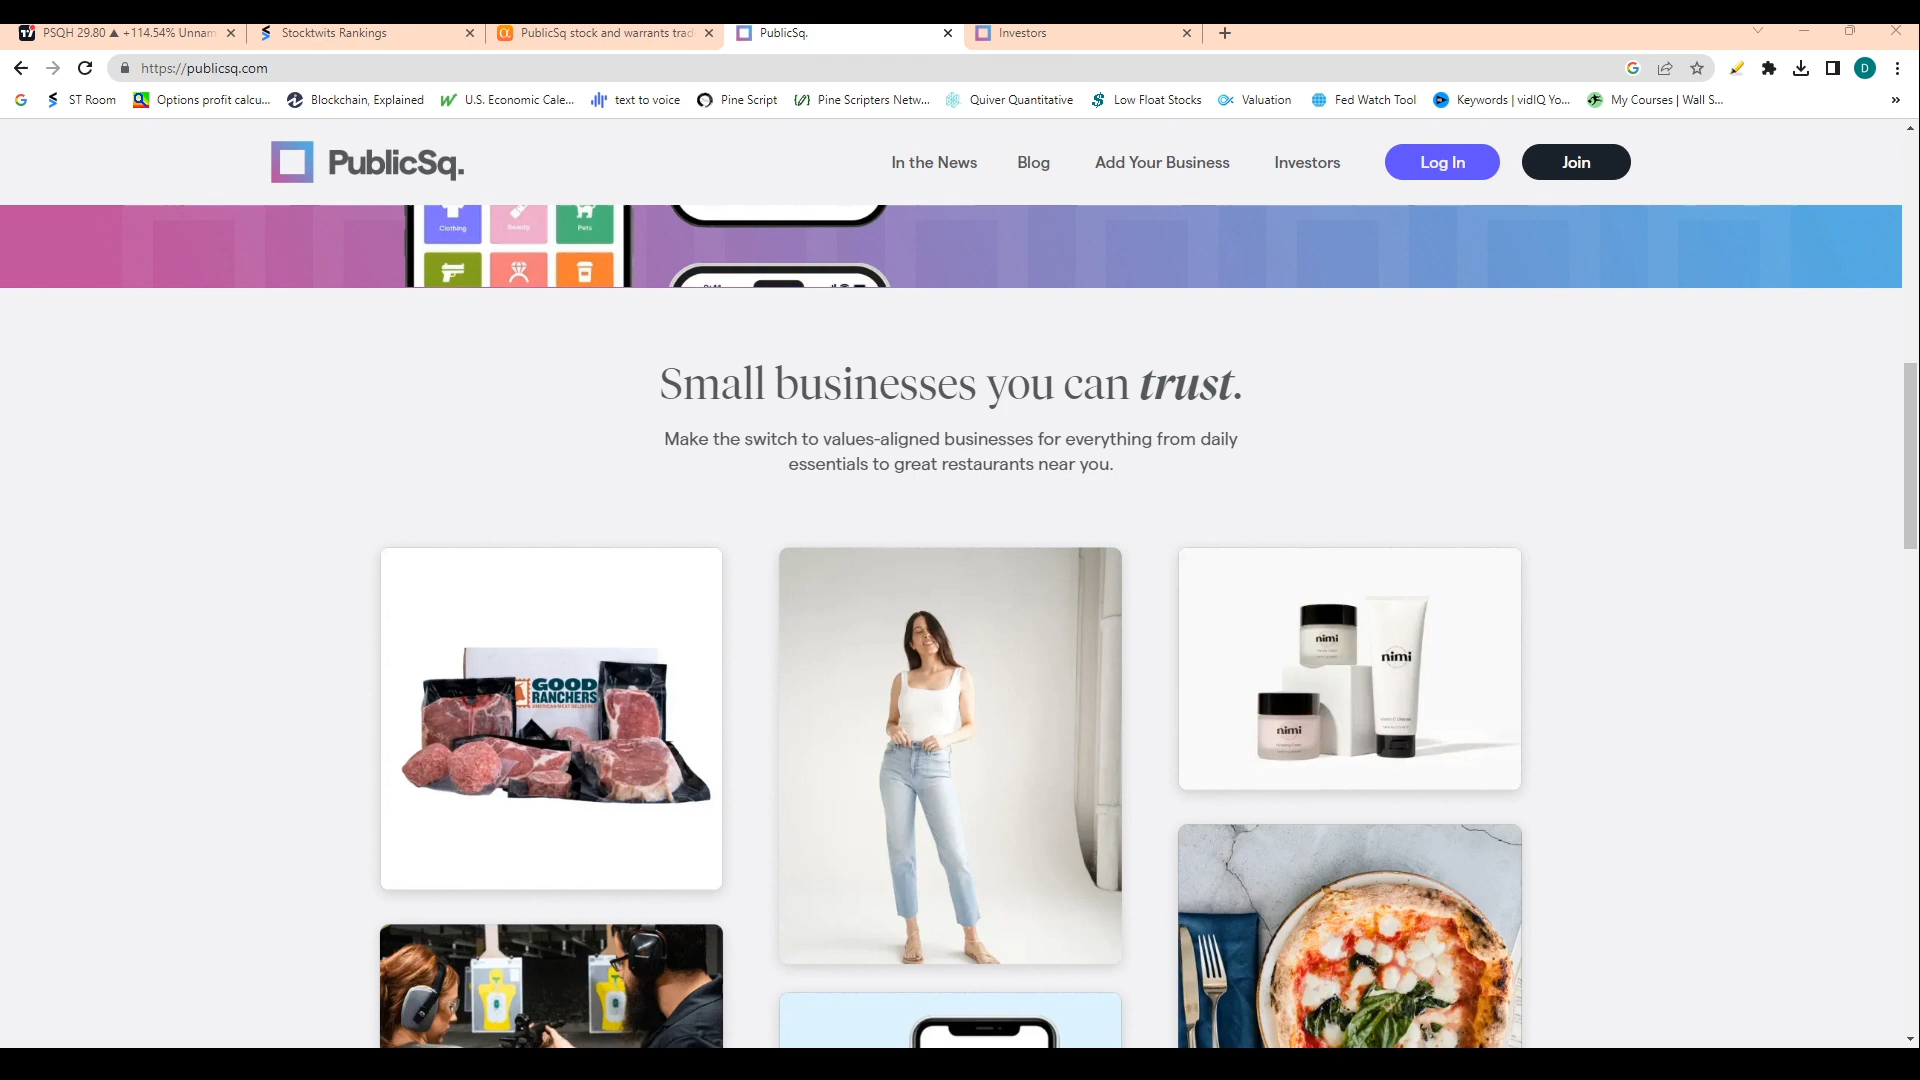 PSQH 29.80 ▲ +114.54% Unnam
Stocktwits Rankings
PublicSq stock and warrants trad
PublicSq.
Investors
https://publicsq.com
D
ST Room
Options profit calcu...
Blockchain, Explained
U.S. Economic Cale...
text to voice
Pine Script
Pine Scripters Netw...
Quiver Quantitative
Low Float Stocks
Valuation
Fed Watch Tool
Keywords | vidIQ Yo...
My Courses | Wall S...
PublicSq.
In the News
Blog
Add Your Business
Investors
Log In
Join
Clothing
Beauty
Pets
Small businesses you can trust.
Make the switch to values-aligned businesses for everything from daily
essentials to great restaurants near you.
GOOD
RANCHERS
AMERICAN MEAT DELIVERED
nimi
nimi
nimi